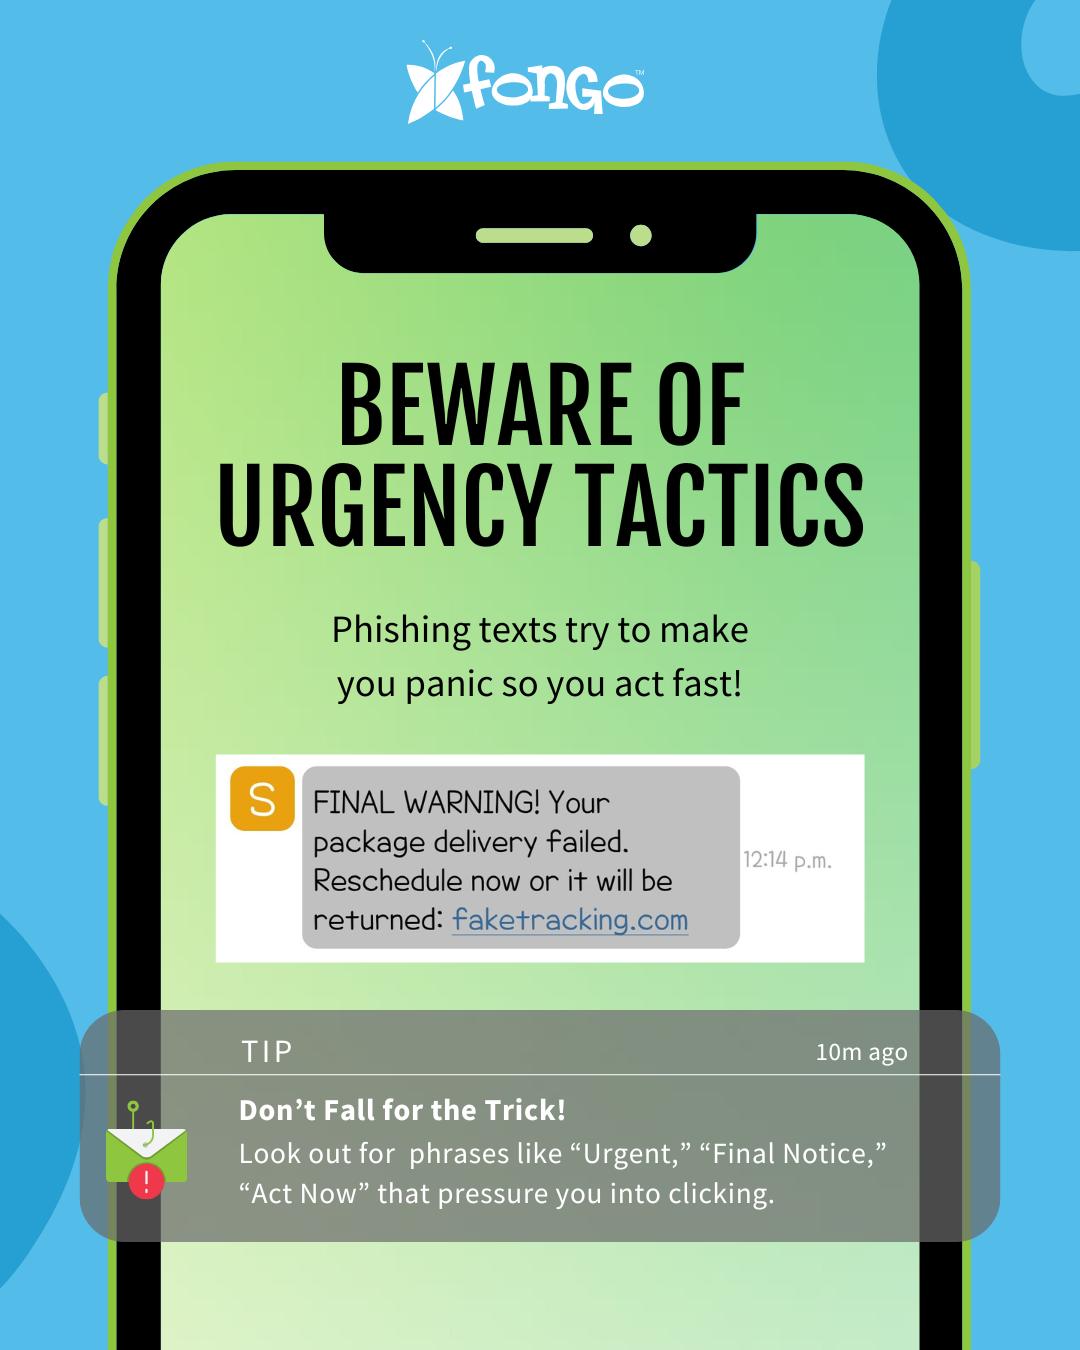 fonGo™
BEWARE OF
URGENCY TACTICS
Phishing texts try to make
you panic so you act fast!
S
FINAL WARNING! Your
package delivery failed.
Reschedule now or it will be
returned: faketracking.com
12:14 p.m.
TIP
10m ago
Don’t Fall for the Trick!
Look out for  phrases like “Urgent,” “Final Notice,”
“Act Now” that pressure you into clicking.
!